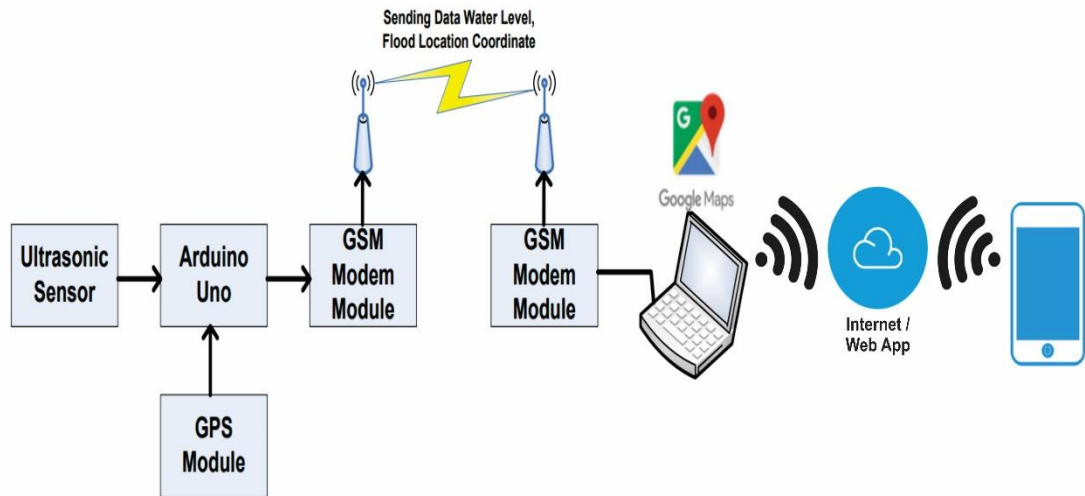 Sending Data Water Level,
Flood Location Coordinate
G
Google Maps
Ultrasonic
Sensor
Arduino
Uno
GSM
Modem
Module
GSM
Modem
Module
Internet /
Web App
GPS
Module